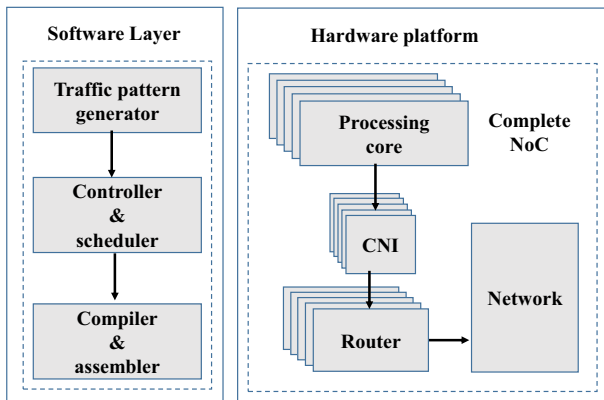 Software Layer
Traffic pattern
generator
Controller
&
scheduler
Compiler
&
assembler
Hardware platform
Processing
core
Complete
NoC
CNI
Router
Network